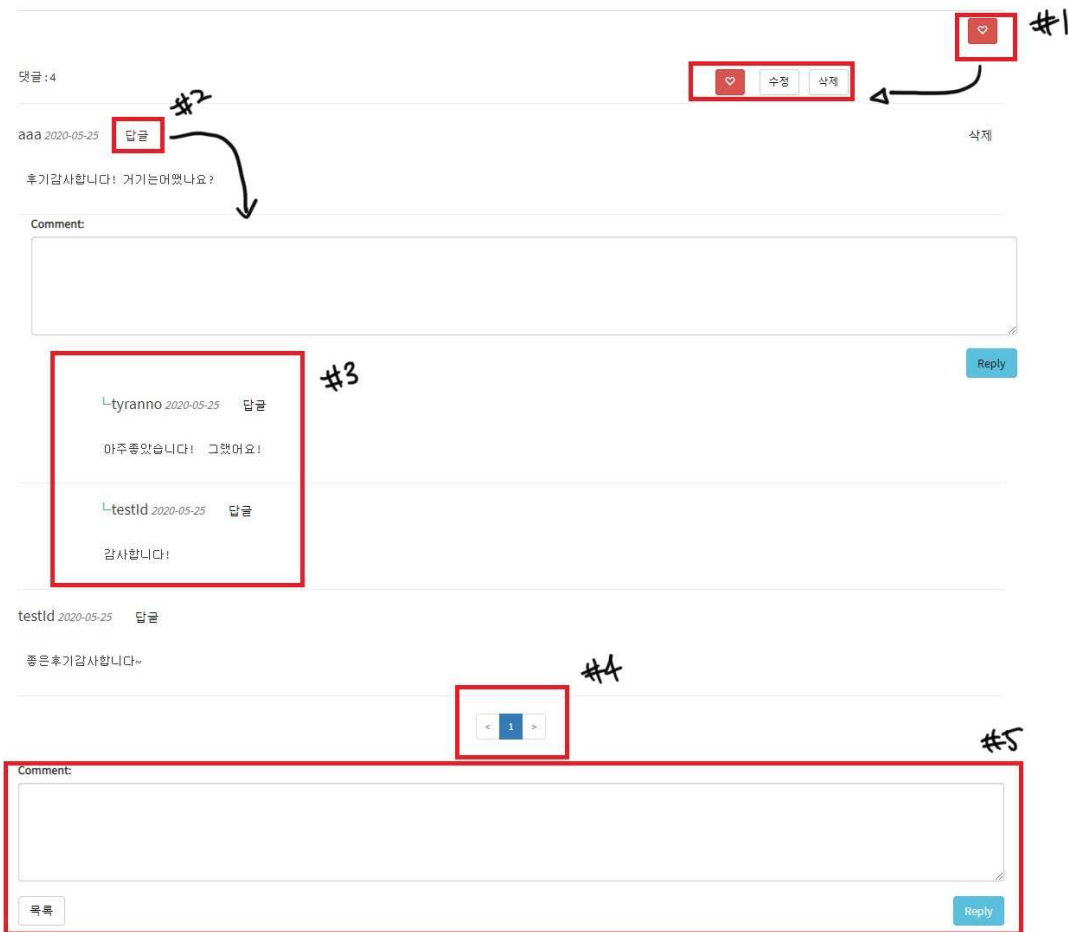 #1
댓글:4
수정 삭제
#2
aaa 2020-05-25 답글 삭제
후기감사합니다! 거기는어땠나요?
Comment:
Reply
#3
tyranno 2020-05-25 답글
아주좋았습니다! 그랬어요!
testId 2020-05-25 답글
감사합니다!
testId 2020-05-25 답글
좋은후기감사합니다~
#4
< 1 >
#5
Comment:
목록 Reply